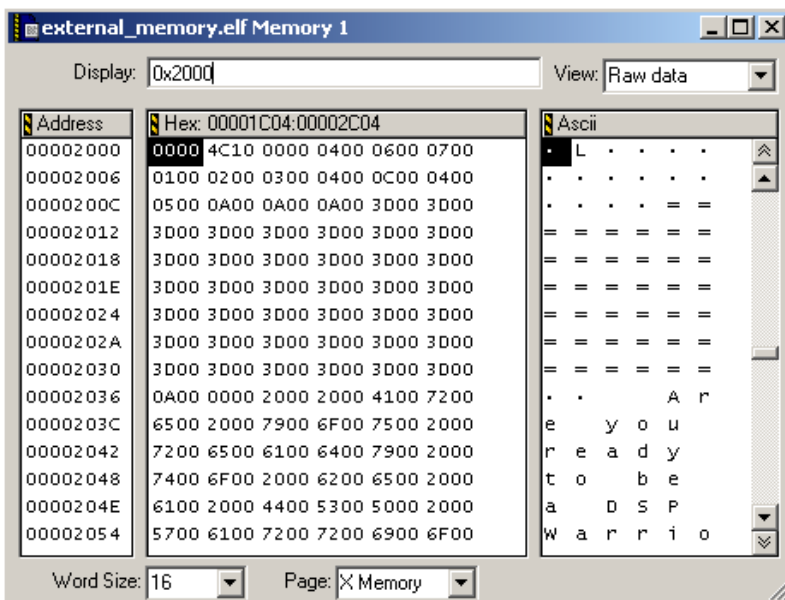 external_memory.elf Memory 1
Display: 0x2000 View: Raw data
Address Hex: 00001C04:00002C04 Ascii
00002000 0000 4C10 0000 0400 0600 0700 · L · · · ·
00002006 0100 0200 0300 0400 0C00 0400 · · · · · ·
0000200C 0500 0A00 0A00 0A00 3D00 3D00 · · · · = =
00002012 3D00 3D00 3D00 3D00 3D00 3D00 = = = = = =
00002018 3D00 3D00 3D00 3D00 3D00 3D00 = = = = = =
0000201E 3D00 3D00 3D00 3D00 3D00 3D00 = = = = = =
00002024 3D00 3D00 3D00 3D00 3D00 3D00 = = = = = =
0000202A 3D00 3D00 3D00 3D00 3D00 3D00 = = = = = =
00002030 3D00 3D00 3D00 3D00 3D00 3D00 = = = = = =
00002036 0A00 0000 2000 2000 4100 7200 · · A r
0000203C 6500 2000 7900 6F00 7500 2000 e y o u
00002042 7200 6500 6100 6400 7900 2000 r e a d y
00002048 7400 6F00 2000 6200 6500 2000 t o b e
0000204E 6100 2000 4400 5300 5000 2000 a D S P
00002054 5700 6100 7200 7200 6900 6F00 W a r r i o
Word Size: 16 Page: X Memory